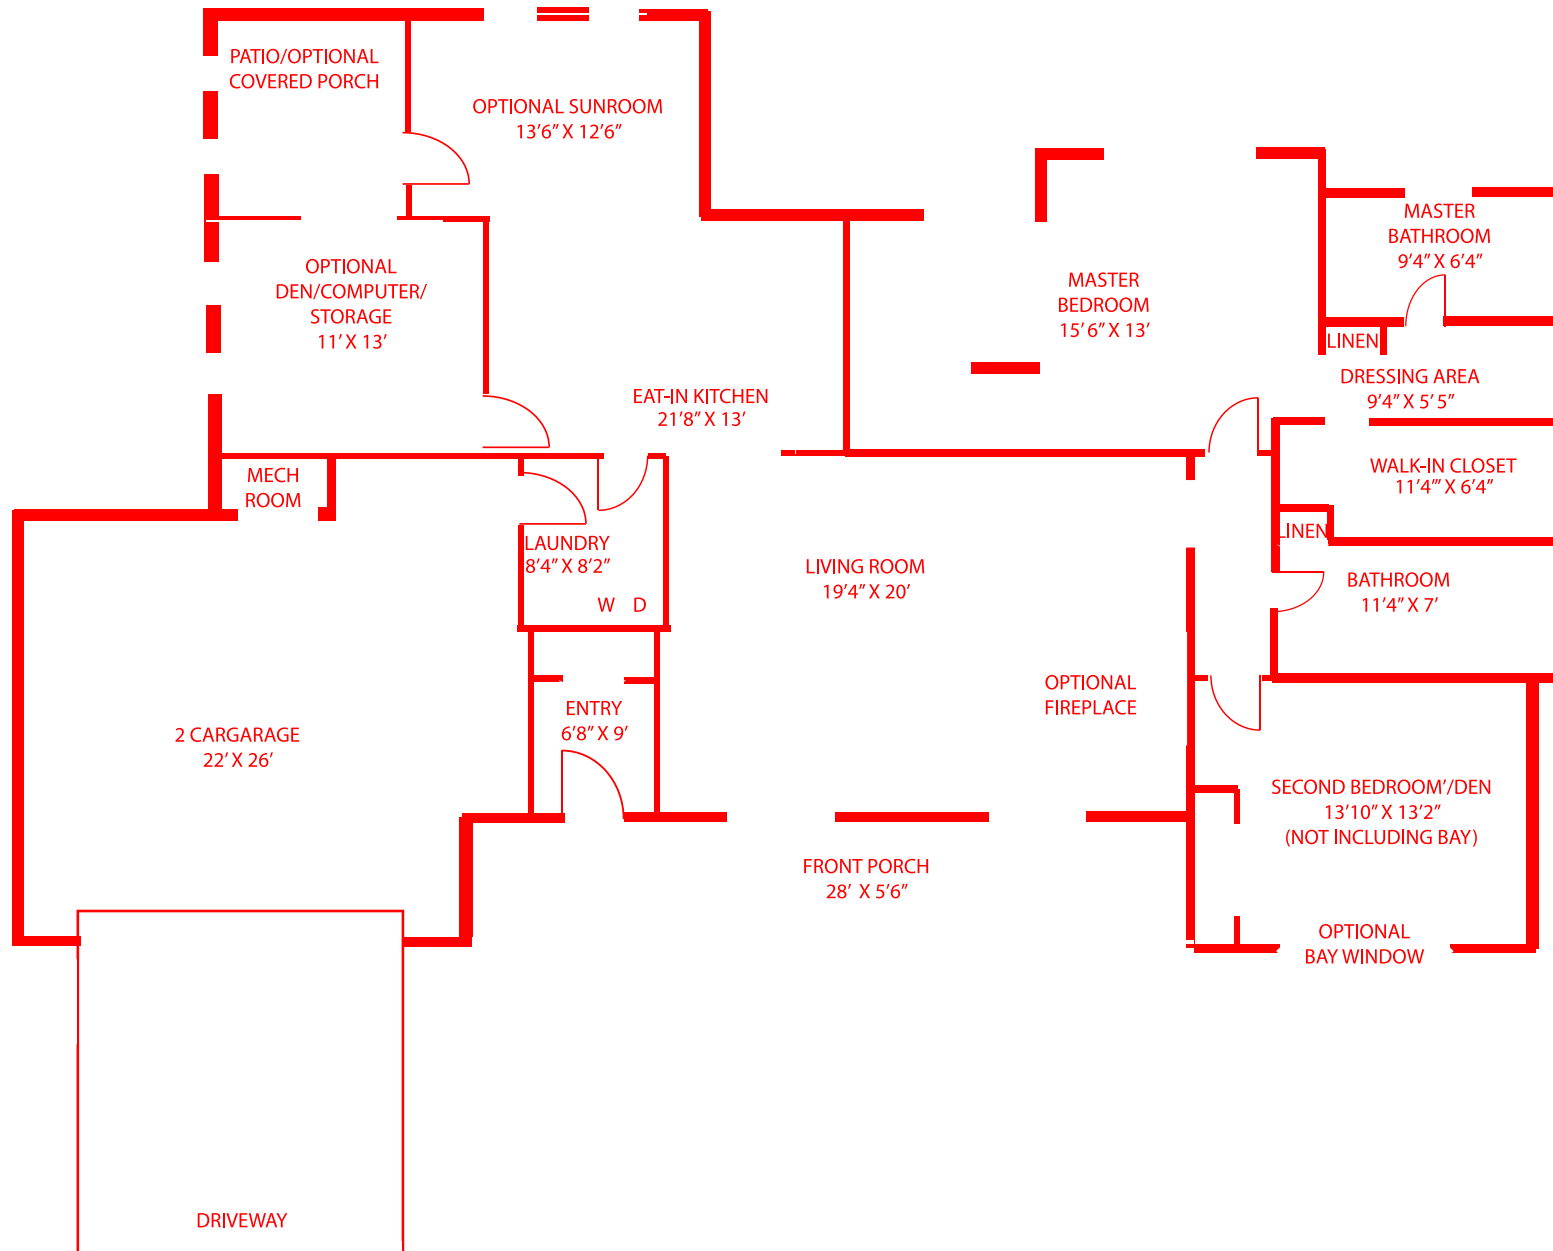 PATIO/OPTIONAL
COVERED PORCH
OPTIONAL SUNROOM
13'6" X 12'6"
MASTER
BATHROOM
9'4" X 6'4"
OPTIONAL
DEN/COMPUTER/
STORAGE
11' X 13'
MASTER
BEDROOM
15'6" X 13'
LINEN
DRESSING AREA
9'4" X 5'5"
EAT-IN KITCHEN
21'8" X 13'
MECH
ROOM
WALK-IN CLOSET
11'4'" X 6'4"
LINEN
LAUNDRY
8'4" X 8'2"
W D
LIVING ROOM
19'4" X 20'
BATHROOM
11'4" X 7'
OPTIONAL
FIREPLACE
ENTRY
6'8" X 9'
2 CARGARAGE
22' X 26'
SECOND BEDROOM'/DEN
13'10" X 13'2"
(NOT INCLUDING BAY)
FRONT PORCH
28' X 5'6"
OPTIONAL
BAY WINDOW
DRIVEWAY